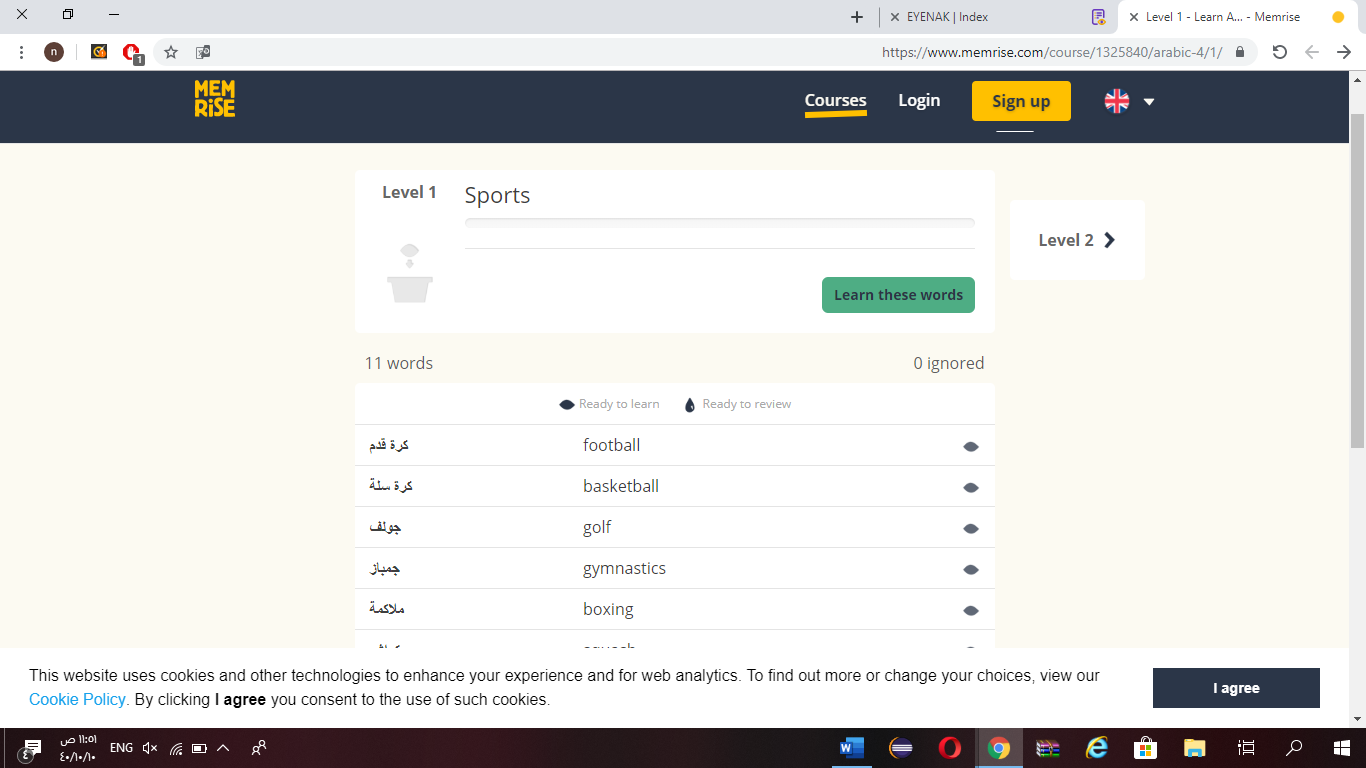 EYENAK | Index
Level 1 - Learn A... - Memrise
n
1
https://www.memrise.com/course/1325840/arabic-4/1/
MEM
RiSE
Courses
Login
Sign up
Level 1
Sports
Level 2
Learn these words
11 words
0 ignored
Ready to learn
Ready to review
كرة قدم
football
كرة سلة
basketball
جولف
golf
جمباز
gymnastics
ملاكمة
boxing
This website uses cookies and other technologies to enhance your experience and for web analytics. To find out more or change your choices, view our
Cookie Policy. By clicking I agree you consent to the use of such cookies.
I agree
٤
١١:٥١ ص
٤٠/١٠/١٠
ENG